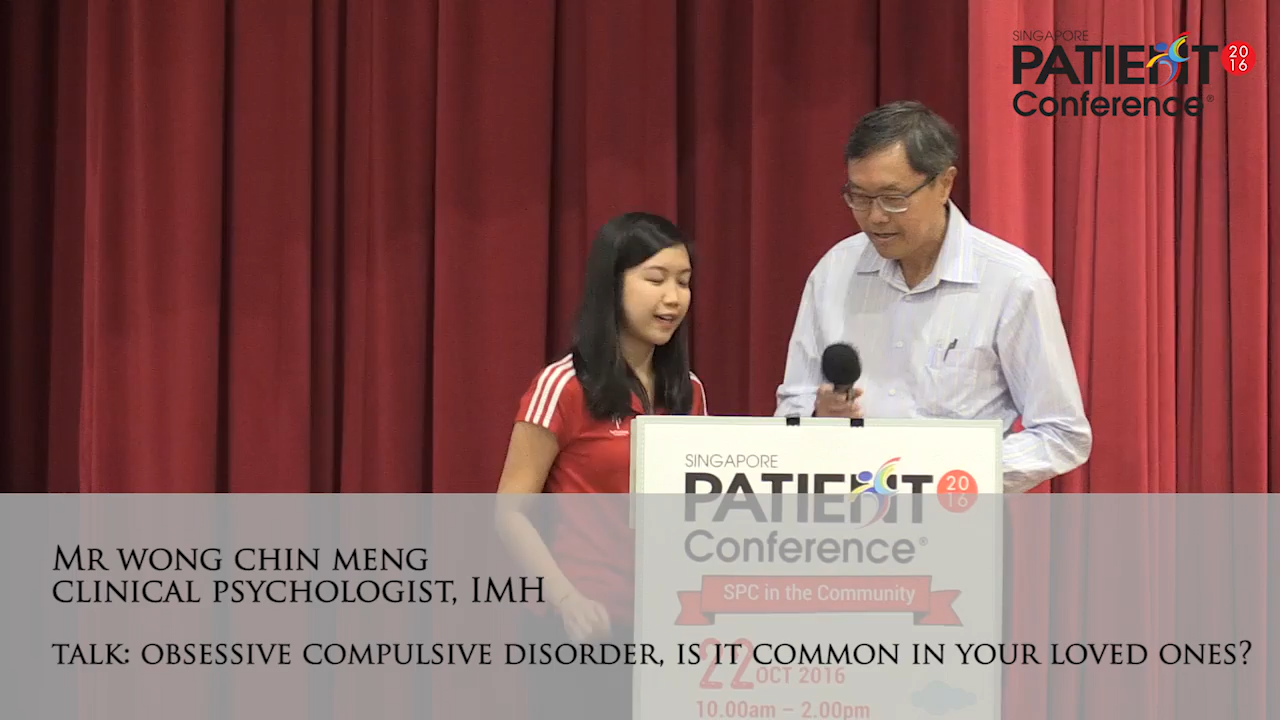 SINGAPORE
PATIENT
2016
Conference®
SINGAPORE
PATIENT
2016
Conference®
SPC in the Community
22 OCT 2016
10.00am – 2.00pm
Mr wong chin meng
clinical psychologist, IMH
talk: obsessive compulsive disorder, is it common in your loved ones?